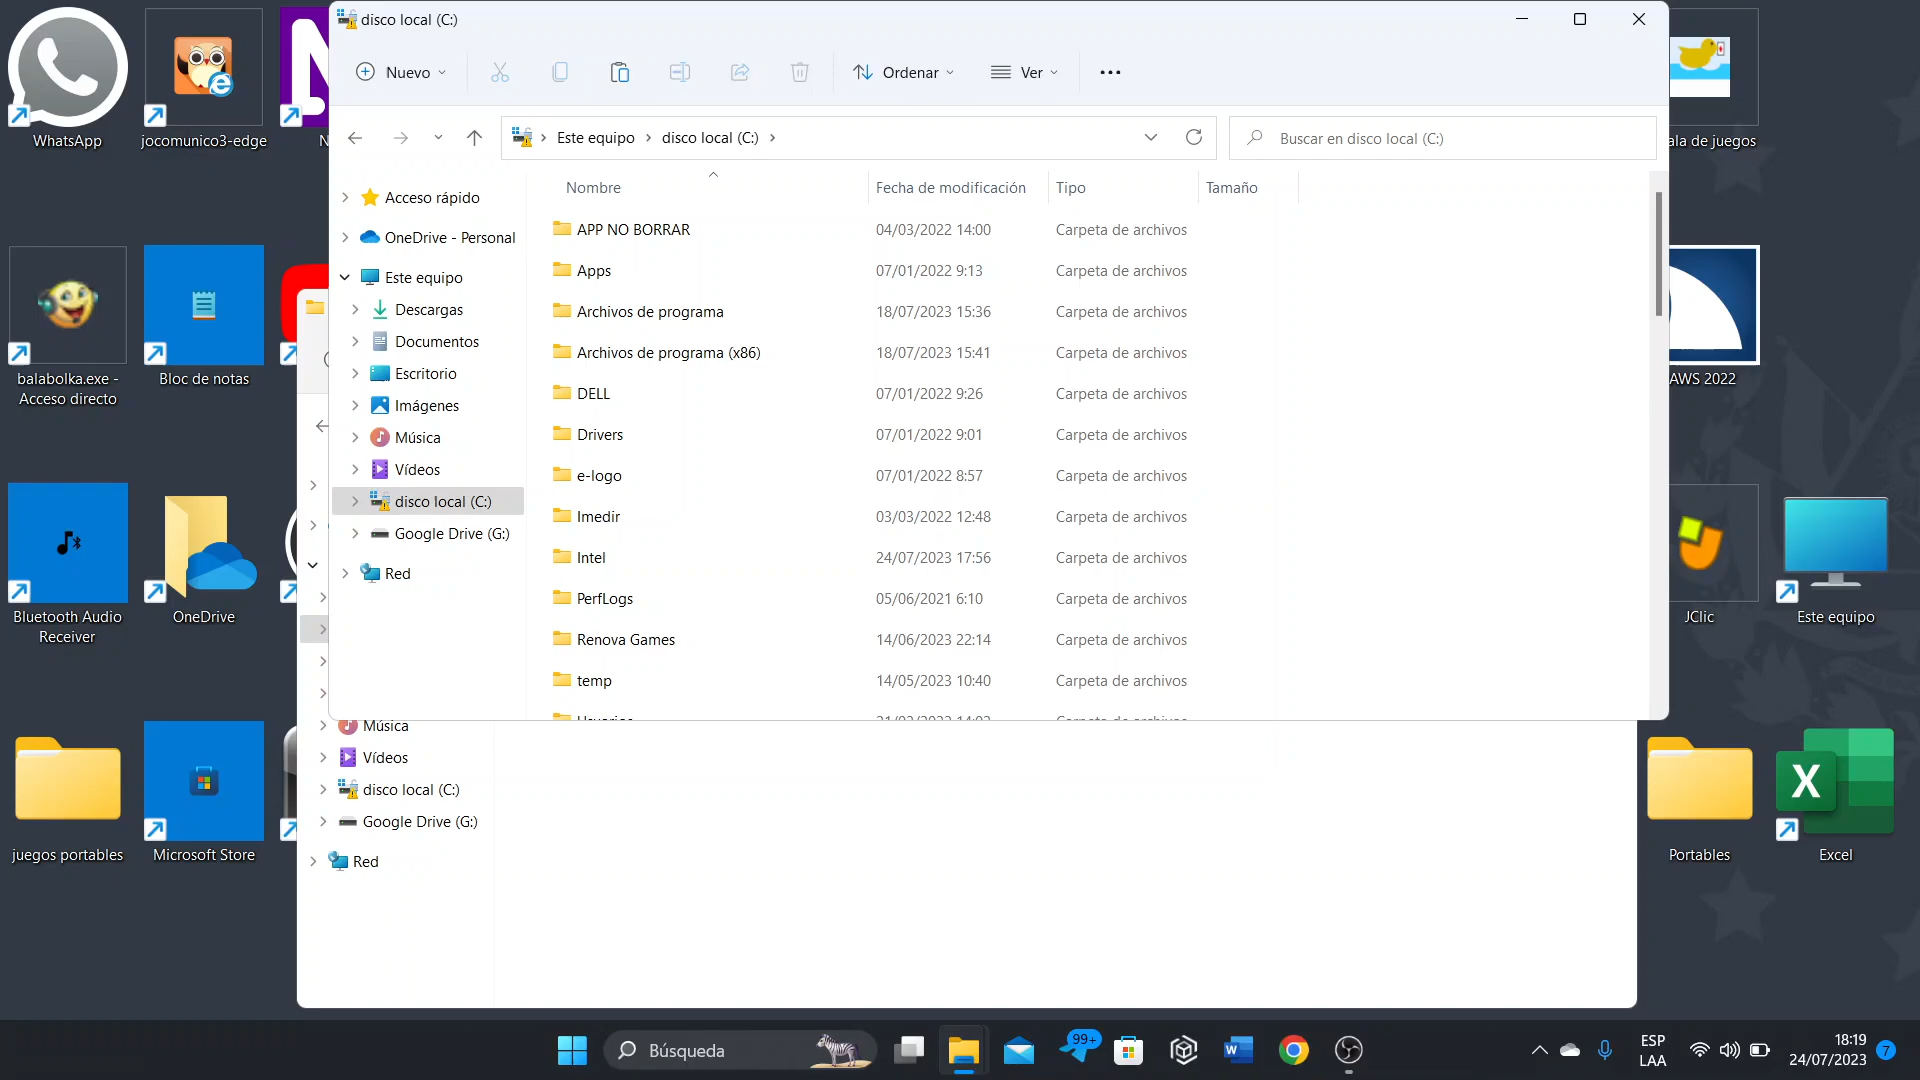 disco local (C:)
Nuevo
Ordenar
Ver
Este equipo
disco local (C:)
Buscar en disco local (C:)
Nombre
Fecha de modificación
Tipo
Tamaño
Acceso rápido
OneDrive - Personal
Este equipo
Descargas
Documentos
Escritorio
Imágenes
Música
Vídeos
disco local (C:)
Google Drive (G:)
Red
APP NO BORRAR 04/03/2022 14:00 Carpeta de archivos
Apps 07/01/2022 9:13 Carpeta de archivos
Archivos de programa 18/07/2023 15:36 Carpeta de archivos
Archivos de programa (x86) 18/07/2023 15:41 Carpeta de archivos
DELL 07/01/2022 9:26 Carpeta de archivos
Drivers 07/01/2022 9:01 Carpeta de archivos
e-logo 07/01/2022 8:57 Carpeta de archivos
Imedir 03/03/2022 12:48 Carpeta de archivos
Intel 24/07/2023 17:56 Carpeta de archivos
PerfLogs 05/06/2021 6:10 Carpeta de archivos
Renova Games 14/06/2023 22:14 Carpeta de archivos
temp 14/05/2023 10:40 Carpeta de archivos
Música
Vídeos
disco local (C:)
Google Drive (G:)
Red
WhatsApp
jocomunico3-edge
N
ala de juegos
balabolka.exe -
Acceso directo
Bloc de notas
AWS 2022
Bluetooth Audio
Receiver
OneDrive
JClic
Este equipo
juegos portables
Microsoft Store
Portables
X
Excel
Búsqueda
99+
W
ESP
LAA
18:19
24/07/2023
7